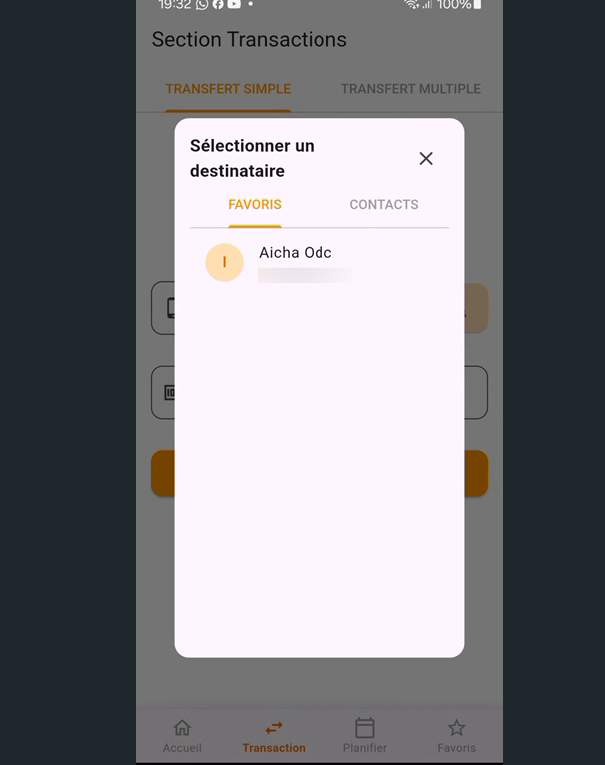 19:32
100%
Section Transactions
TRANSFERT SIMPLE
TRANSFERT MULTIPLE
Sélectionner un
destinataire
FAVORIS
CONTACTS
I
Aicha Odc
Accueil
Transaction
Planifier
Favoris